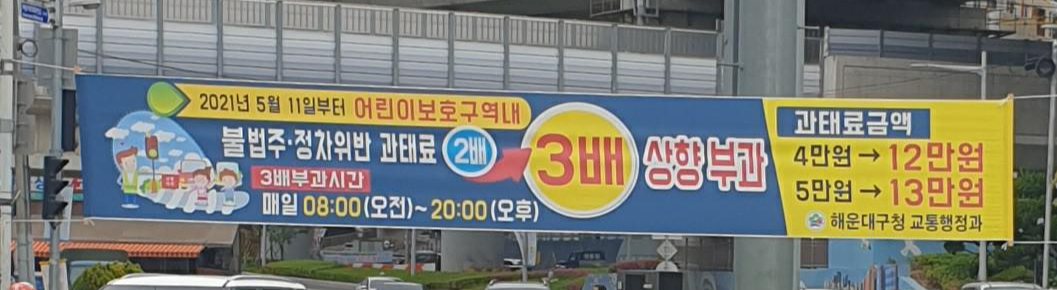 2021년 5월 11일부터 어린이보호구역내
불법주·정차위반 과태료 2배 3배 상향 부과
3배부과시간
매일 08:00(오전)~20:00(오후)
과태료금액
4만원→12만원
5만원→13만원
해운대구청 교통행정과